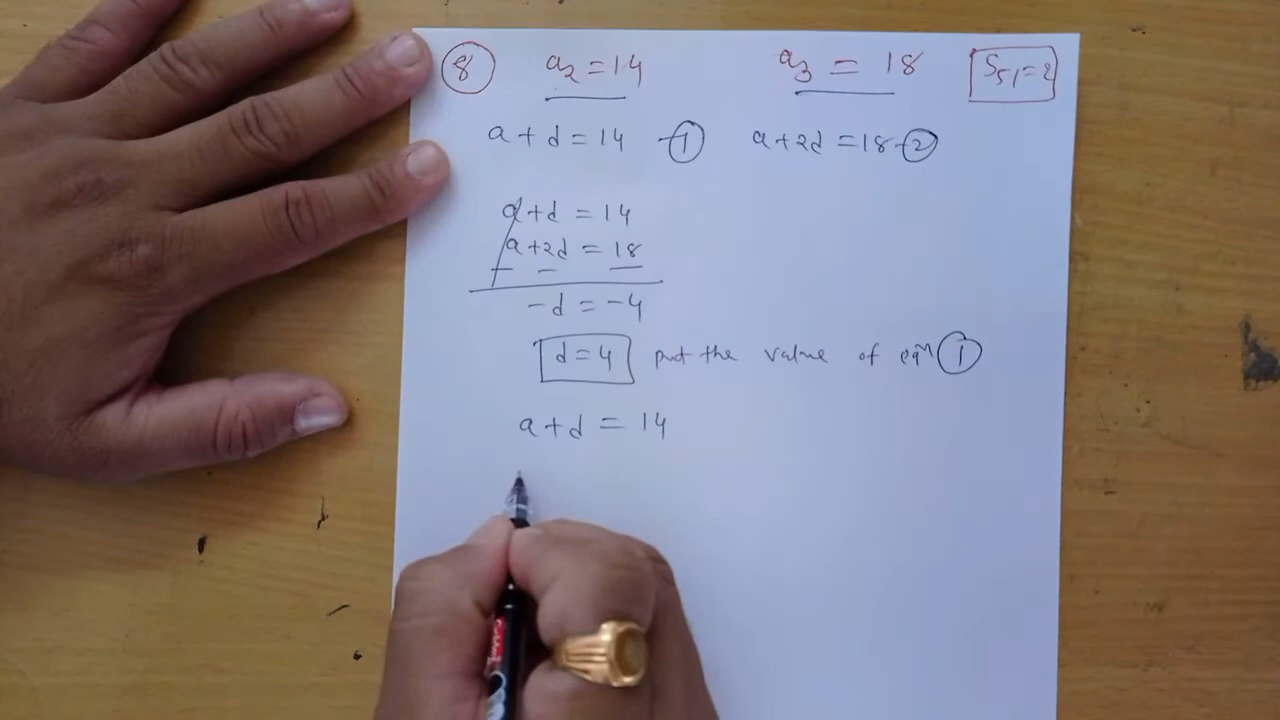 8 a₂ = 14 a₃ = 18 S₅₁ = ?
a + d = 14 - ① a + 2d = 18 - ②
a + d = 14
a + 2d = 18
- - -
-d = -4
d = 4 put the value of eqⁿ ①
a + d = 14